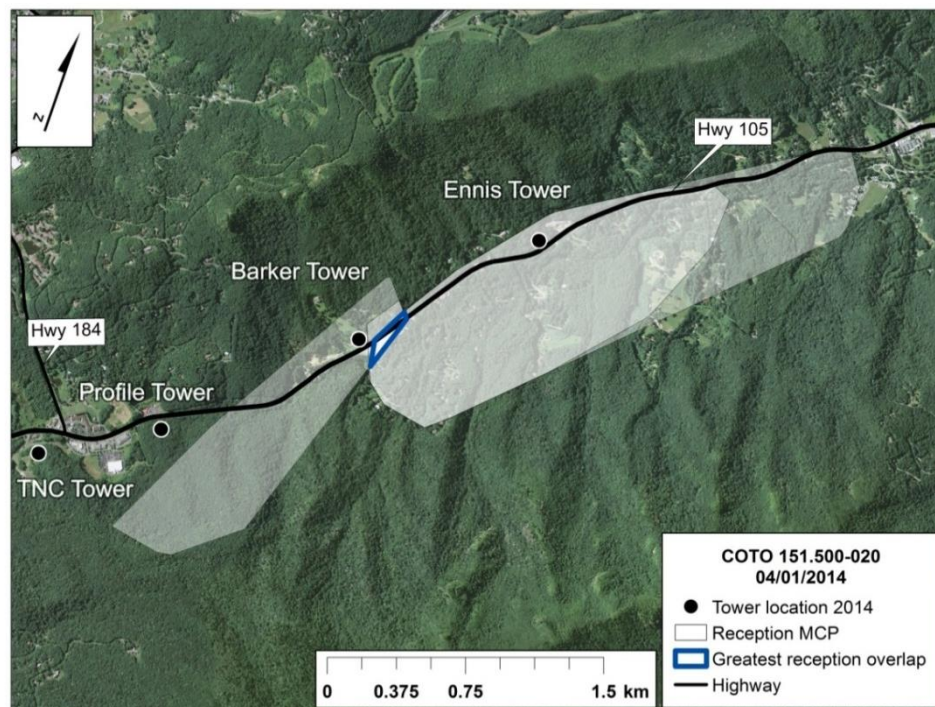 N
Hwy 105
Ennis Tower
Barker Tower
Hwy 184
Profile Tower
TNC Tower
COTO 151.500-020
04/01/2014
Tower location 2014
Reception MCP
Greatest reception overlap
Highway
0 0.375 0.75 1.5 km